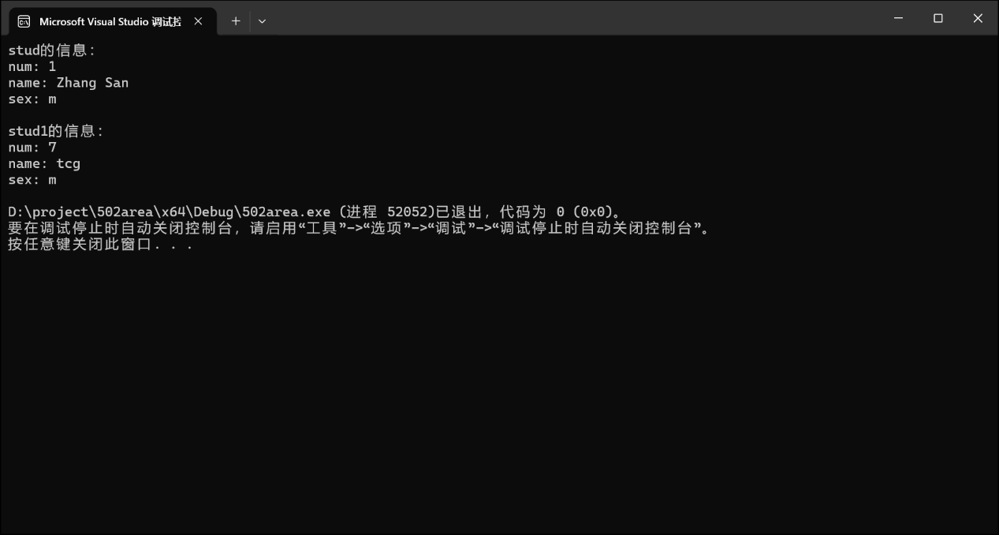 Microsoft Visual Studio 调试控
stud的信息：
num: 1
name: Zhang San
sex: m
stud1的信息：
num: 7
name: tcg
sex: m
D:\project\502area\x64\Debug\502area.exe (进程 52052)已退出，代码为 0 (0x0)。
要在调试停止时自动关闭控制台，请启用“工具”->“选项”->“调试”->“调试停止时自动关闭控制台”。
按任意键关闭此窗口. . .